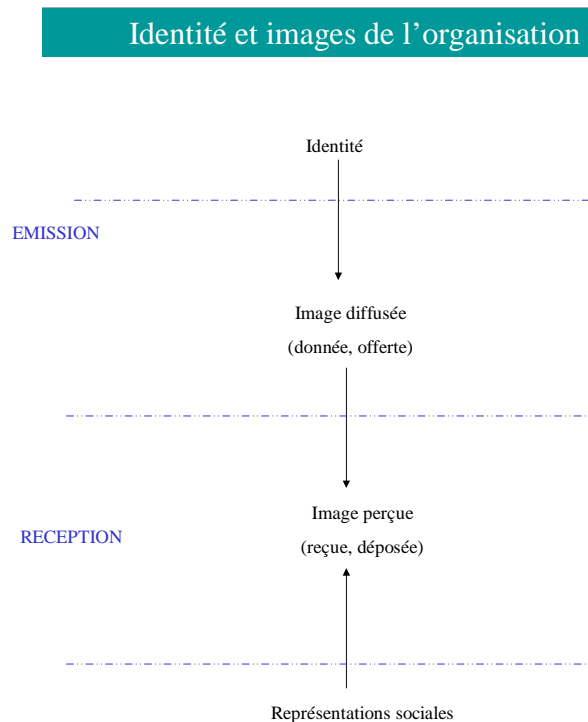 Identité et images de l’organisation
Identité
EMISSION
Image diffusée
(donnée, offerte)
Image perçue
RECEPTION
(reçue, déposée)
Représentations sociales